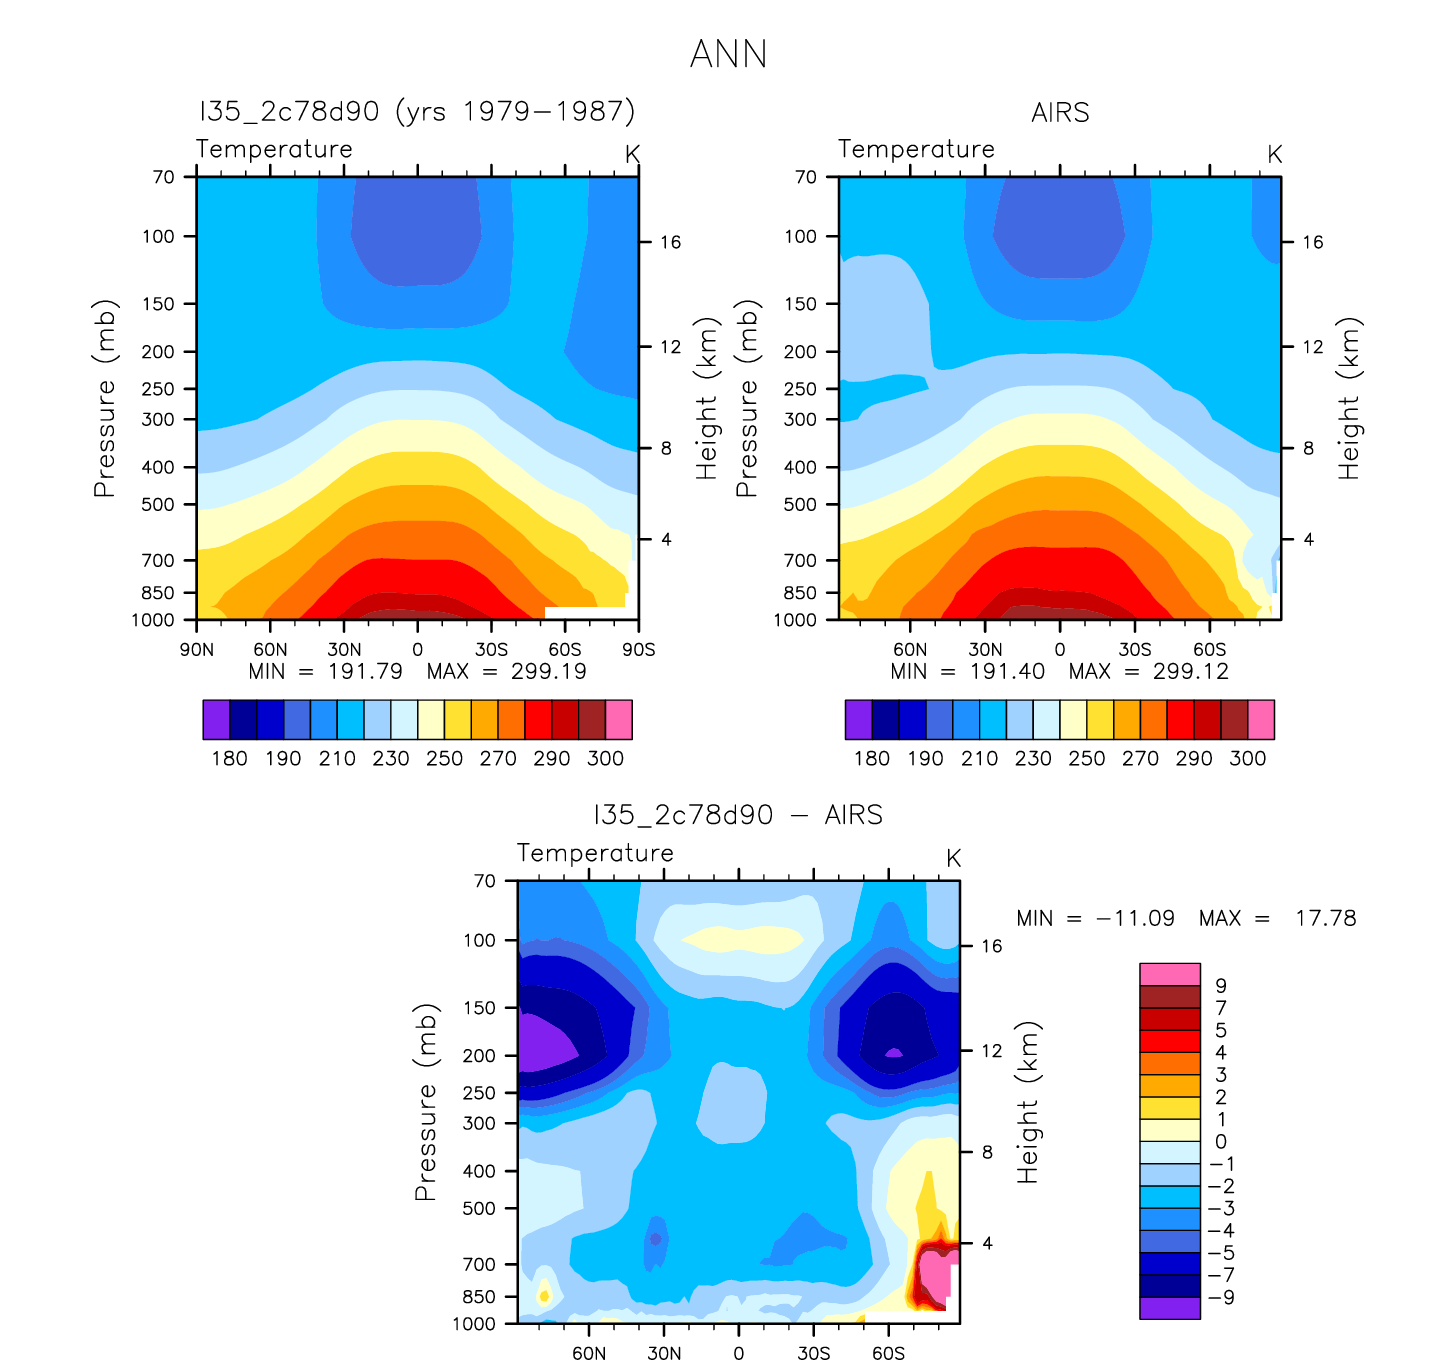 ANN
I35_2c78d90 (yrs 1979-1987)
Temperature K
70
100
150
200
250
300
400
500
700
850
1000
Pressure (mb)
16
12
8
4
Height (km)
90N 60N 30N 0 30S 60S 90S
MIN = 191.79 MAX = 299.19
180 190 210 230 250 270 290 300
AIRS
Temperature K
70
100
150
200
250
300
400
500
700
850
1000
Pressure (mb)
16
12
8
4
Height (km)
60N 30N 0 30S 60S
MIN = 191.40 MAX = 299.12
180 190 210 230 250 270 290 300
I35_2c78d90 - AIRS
Temperature K
70
100
150
200
250
300
400
500
700
850
1000
Pressure (mb)
16
12
8
4
Height (km)
60N 30N 0 30S 60S
MIN = -11.09 MAX = 17.78
9
7
5
4
3
2
1
0
-1
-2
-3
-4
-5
-7
-9